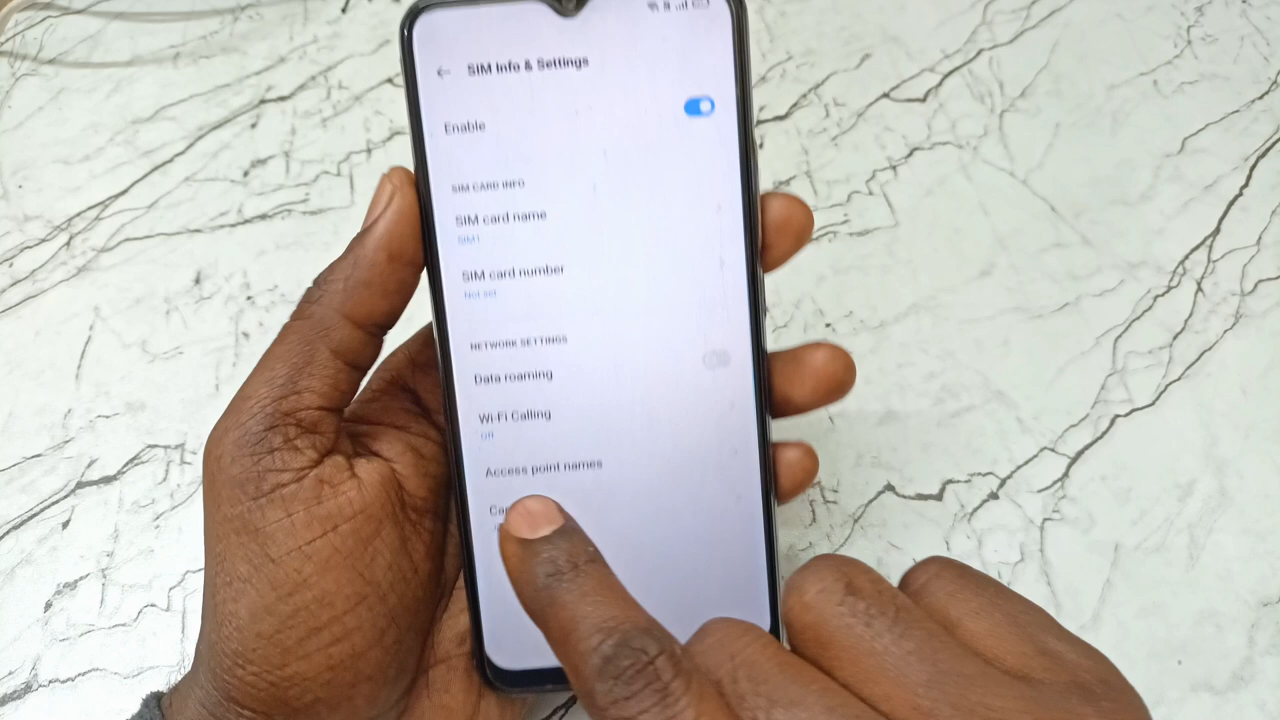 SIM Info & Settings
Enable
SIM CARD INFO
SIM card name
SIM1
SIM card number
Not set
NETWORK SETTINGS
Data roaming
Wi-Fi Calling
Off
Access point names